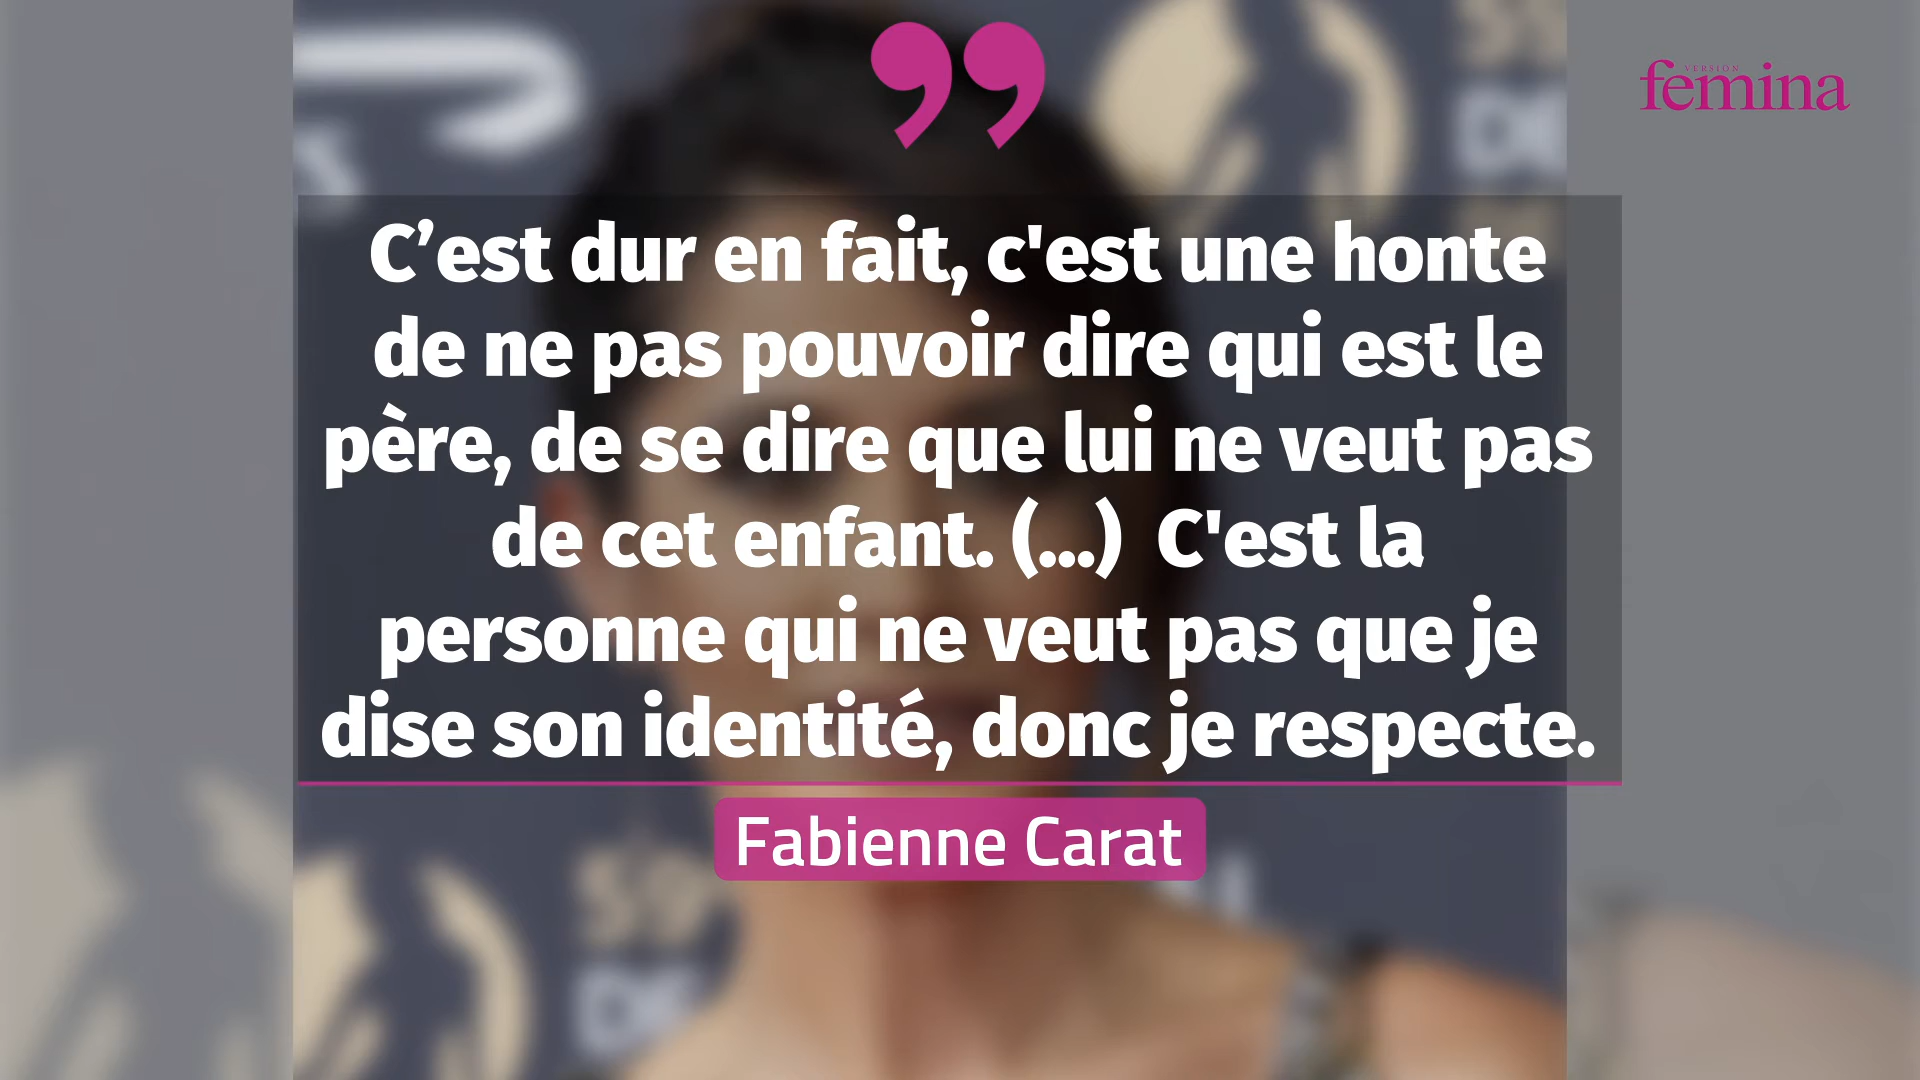 VERSION
femina
C’est dur en fait, c'est une honte
de ne pas pouvoir dire qui est le
père, de se dire que lui ne veut pas
de cet enfant. (...) C'est la
personne qui ne veut pas que je
dise son identité, donc je respecte.
Fabienne Carat